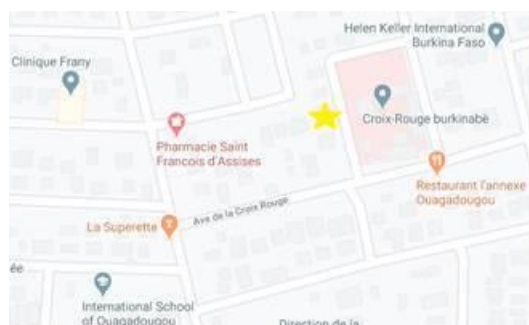 Helen Keller International
Burkina Faso
Clinique Frany
Croix-Rouge burkinabè
Pharmacie Saint
Francois d'Assises
Restaurant l'annexe
Ouagadougou
Ave de la Croix Rouge
La Superette
ée
International School
of Ouagadougou
Direction de la